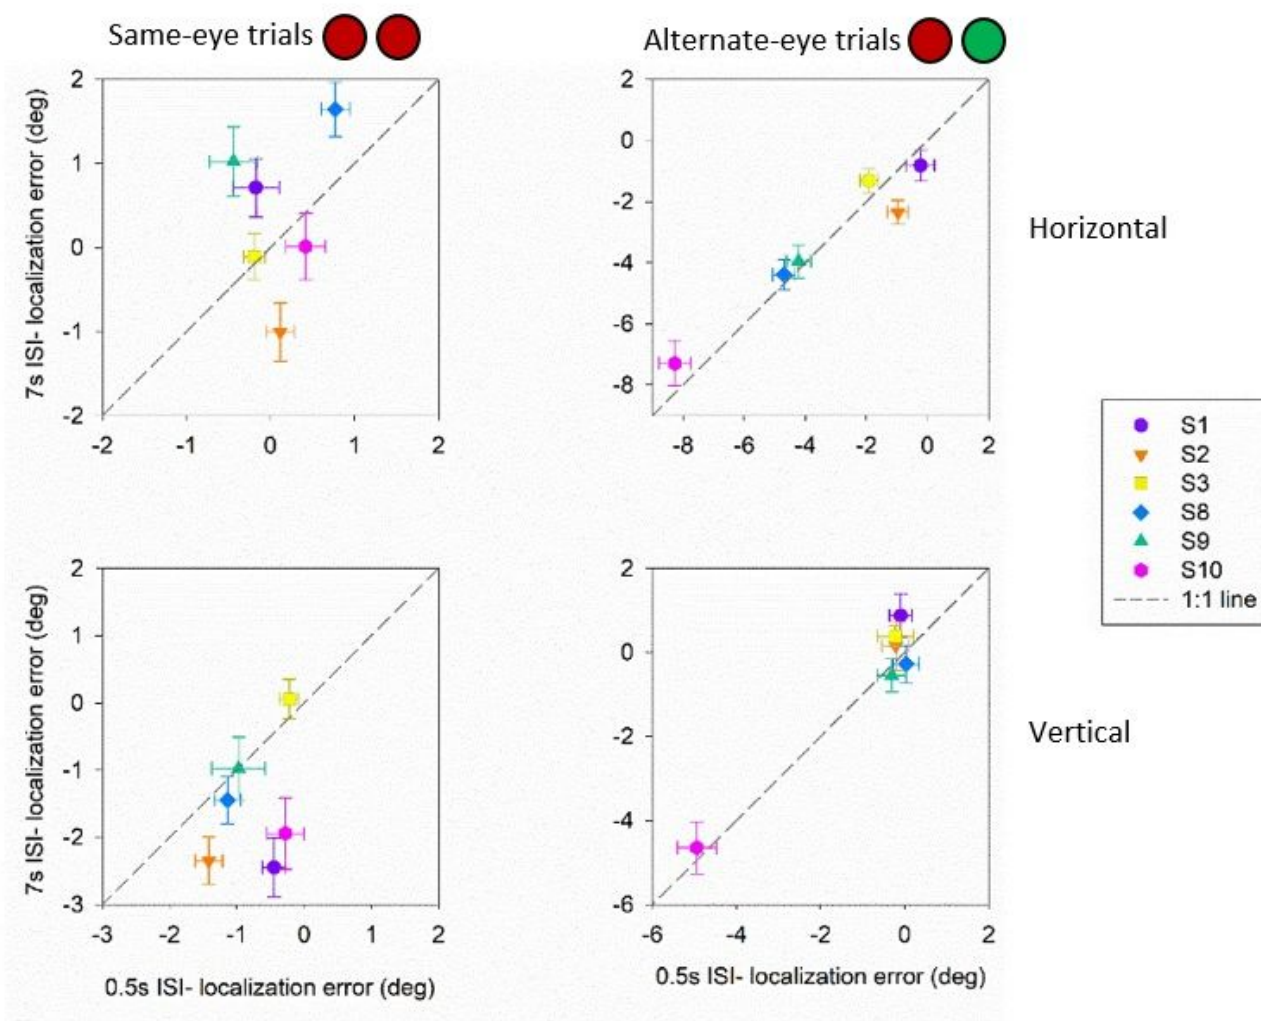 Same-eye trials
Alternate-eye trials
7s ISI- localization error (deg)
2
1
0
-1
-2
-2 -1 0 1 2
2
0
-2
-4
-6
-8
-8 -6 -4 -2 0 2
Horizontal
S1
S2
S3
S8
S9
S10
1:1 line
7s ISI- localization error (deg)
2
1
0
-1
-2
-3
-3 -2 -1 0 1 2
0.5s ISI- localization error (deg)
2
0
-2
-4
-6
-6 -4 -2 0 2
0.5s ISI- localization error (deg)
Vertical